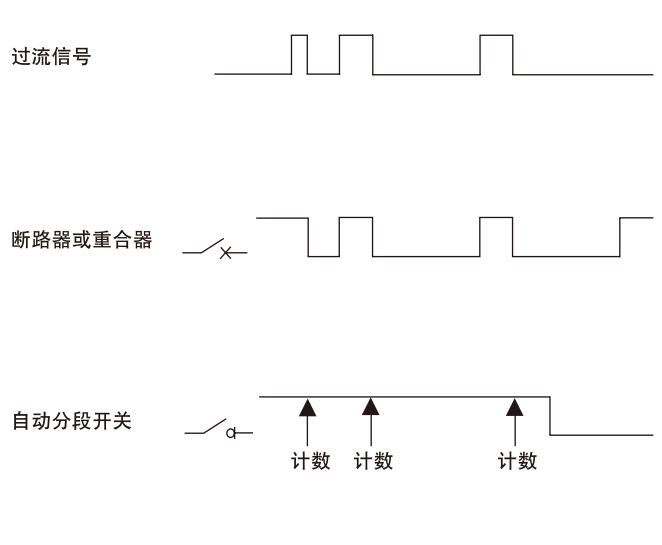 过流信号
断路器或重合器
自动分段开关
计数 计数 计数